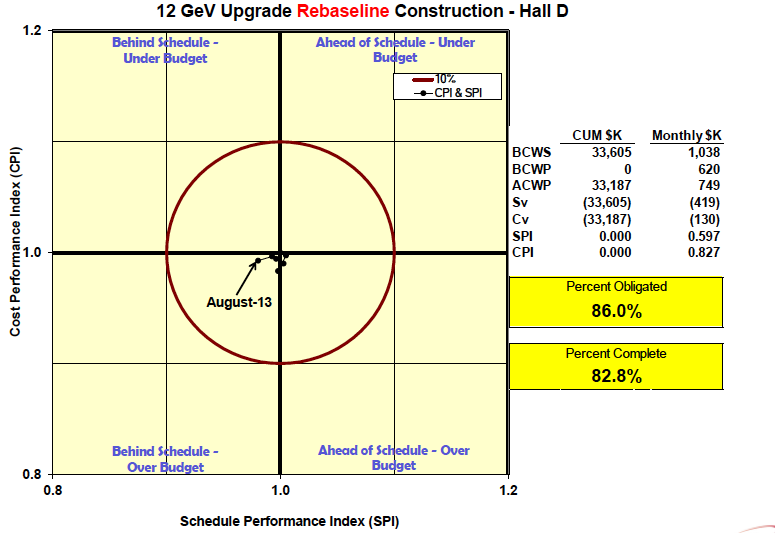 12 GeV Upgrade Rebaseline Construction - Hall D
1.2
Behind Schedule -
Under Budget
Ahead of Schedule - Under
Budget
10%
CPI & SPI
Cost Performance Index (CPI)
1.0
August-13
Behind Schedule -
Over Budget
Ahead of Schedule - Over
Budget
0.8
0.8 1.0 1.2
Schedule Performance Index (SPI)
CUM $K Monthly $K
BCWS 33,605 1,038
BCWP 0 620
ACWP 33,187 749
Sv (33,605) (419)
Cv (33,187) (130)
SPI 0.000 0.597
CPI 0.000 0.827
Percent Obligated
86.0%
Percent Complete
82.8%